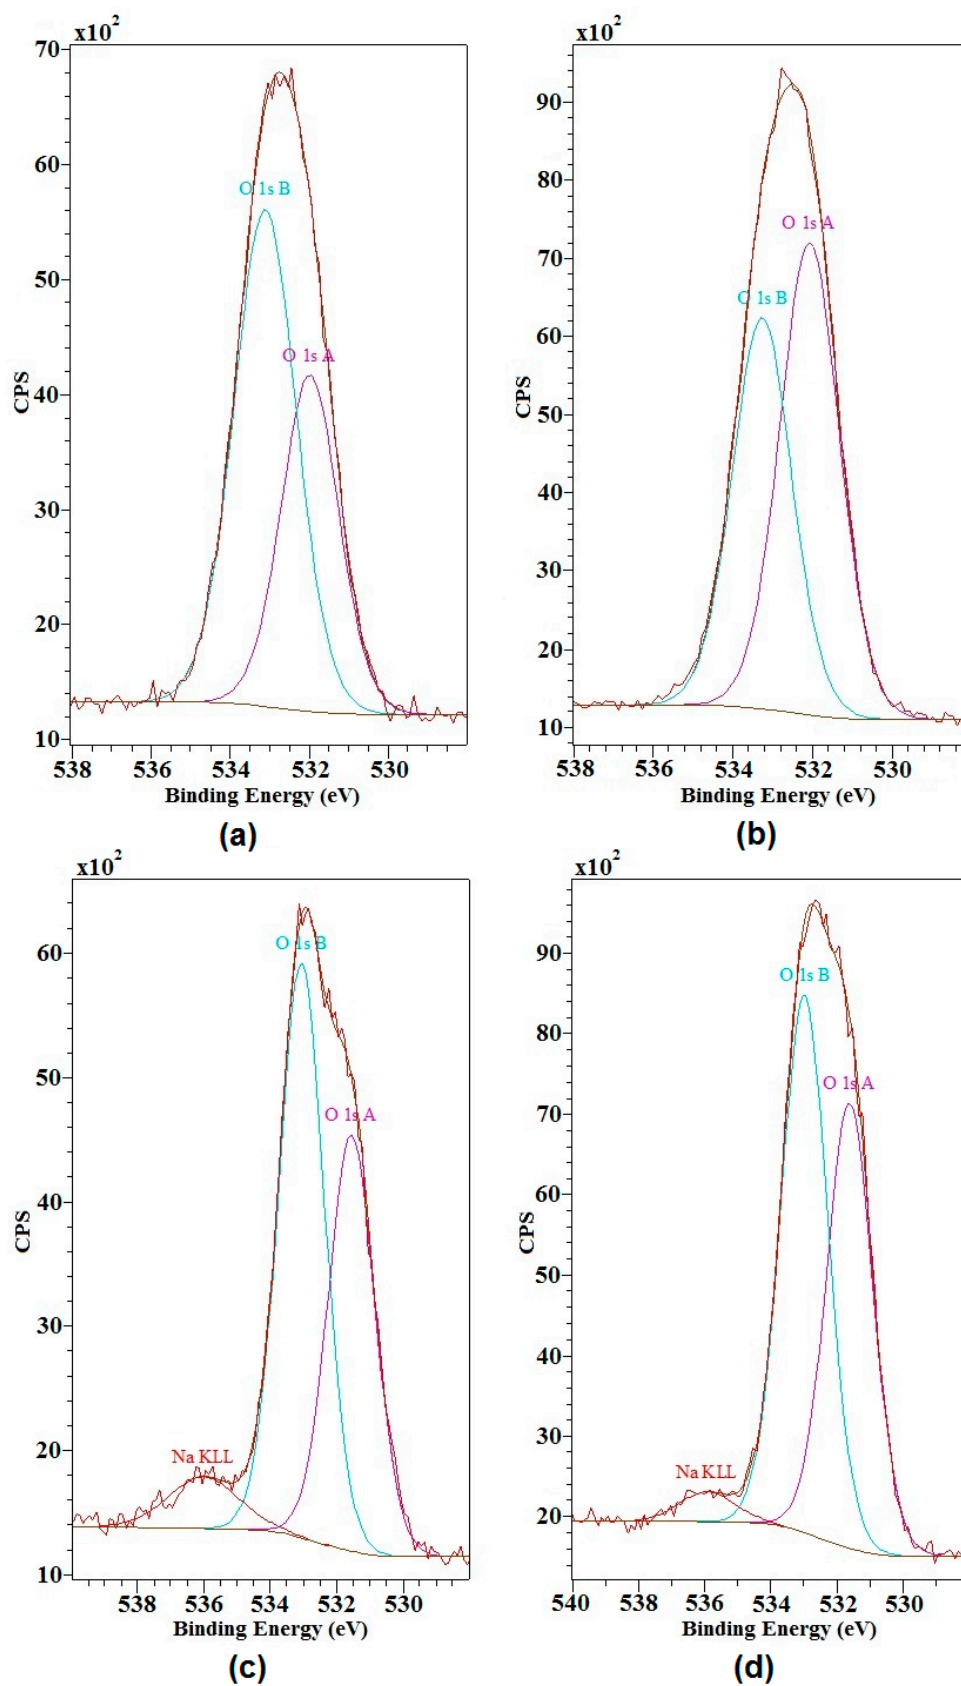 x10²
70
60
50
40
30
20
10
CPS
O 1s B
O 1s A
538
536
534
532
530
Binding Energy (eV)
(a)
x10²
90
80
70
60
50
40
30
20
10
CPS
O 1s A
O 1s B
538
536
534
532
530
Binding Energy (eV)
(b)
x10²
60
50
40
30
20
10
CPS
O 1s B
O 1s A
Na KLL
538
536
534
532
530
Binding Energy (eV)
(c)
x10²
90
80
70
60
50
40
30
20
CPS
O 1s B
O 1s A
Na KLL
540
538
536
534
532
530
Binding Energy (eV)
(d)